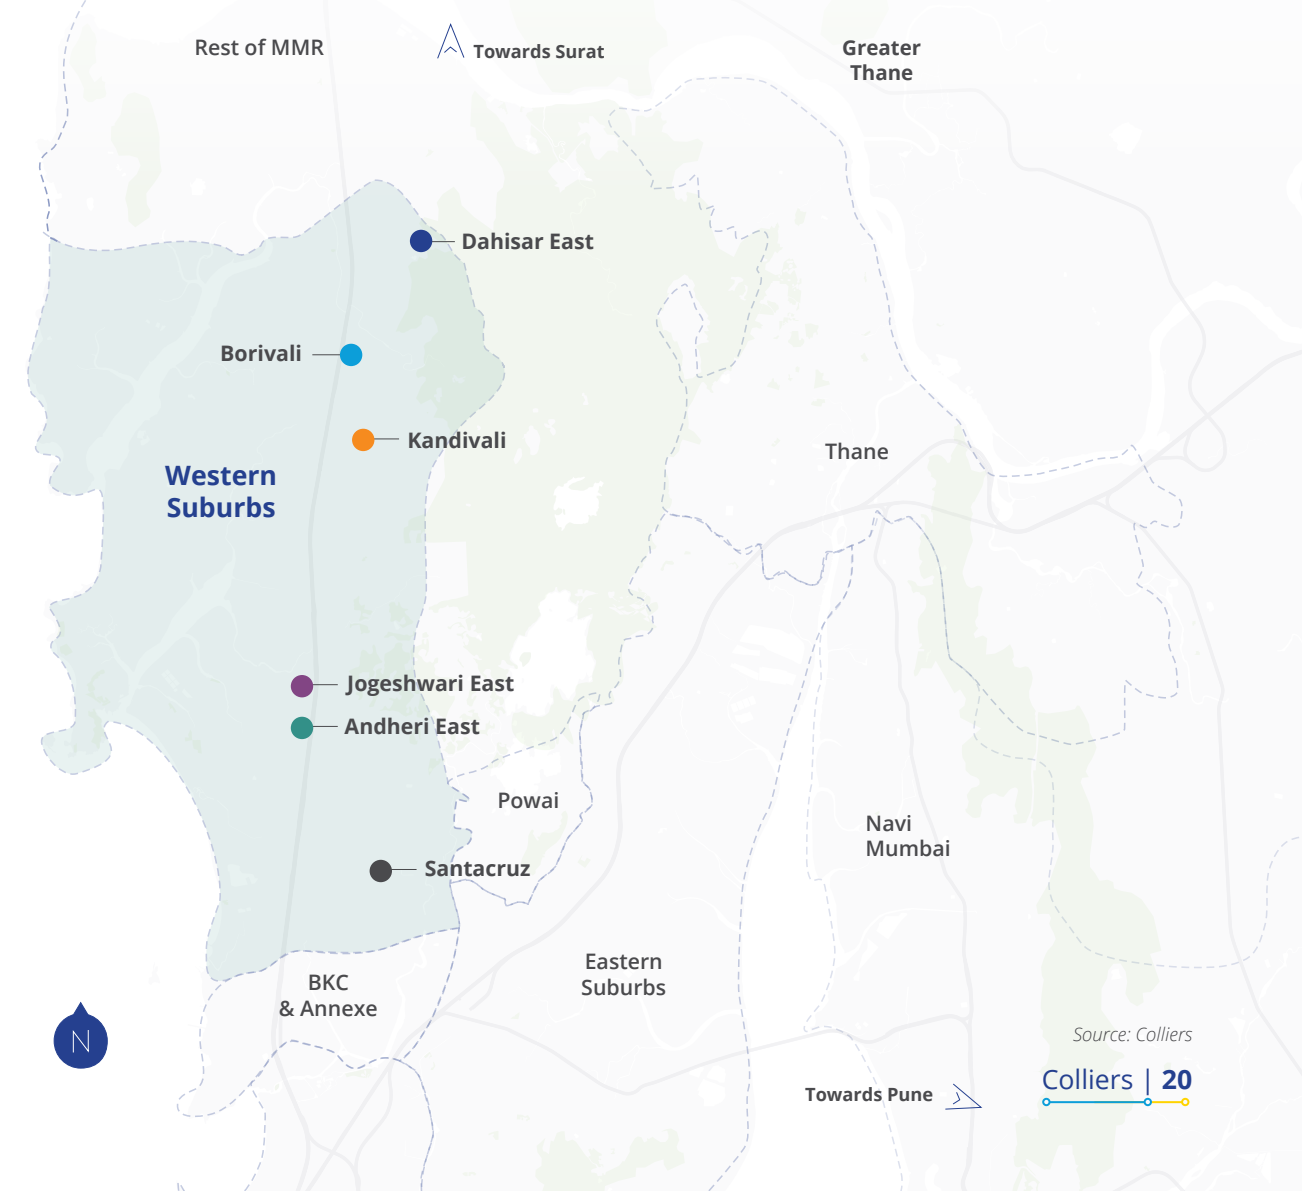 Rest of MMR
Towards Surat
Greater
Thane
Dahisar East
Borivali
Kandivali
Thane
Western
Suburbs
Jogeshwari East
Andheri East
Powai
Navi
Mumbai
Santacruz
Eastern
Suburbs
BKC
& Annexe
N
Source: Colliers
Colliers | 20
Towards Pune